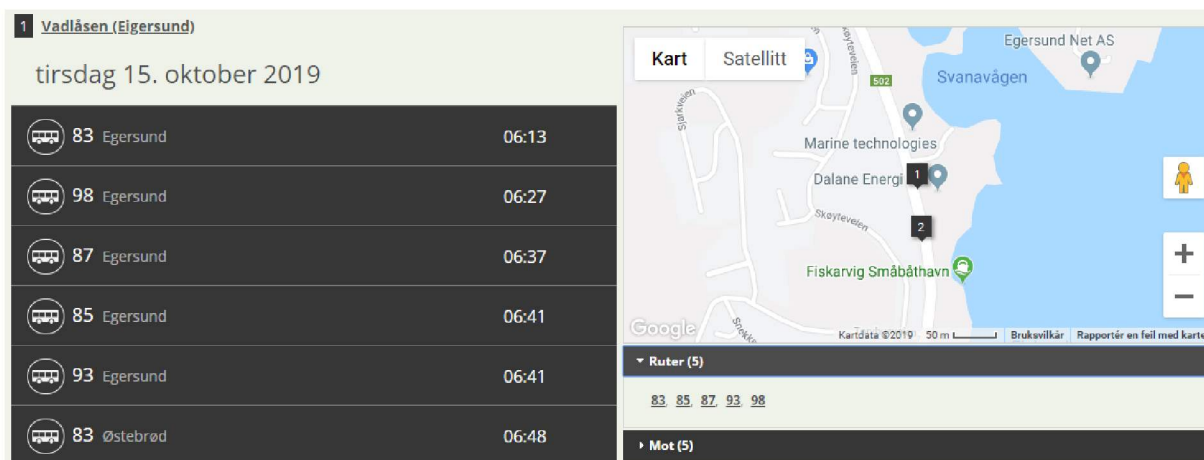 1 Vadlåsen (Eigersund)
tirsdag 15. oktober 2019
83 Egersund 06:13
98 Egersund 06:27
87 Egersund 06:37
85 Egersund 06:41
93 Egersund 06:41
83 Østebrød 06:48
Kart Satellitt
Egersund Net AS
Skøyteveien
502
Svanavågen
Sjarkveien
Marine technologies
Dalane Energi
1
Skøyteveien
2
Fiskarvig Småbåthavn
Google
Kartdata ©2019 50 m Bruksvilkår Rapportér en feil med karte
Ruter (5)
83, 85, 87, 93, 98
Mot (5)